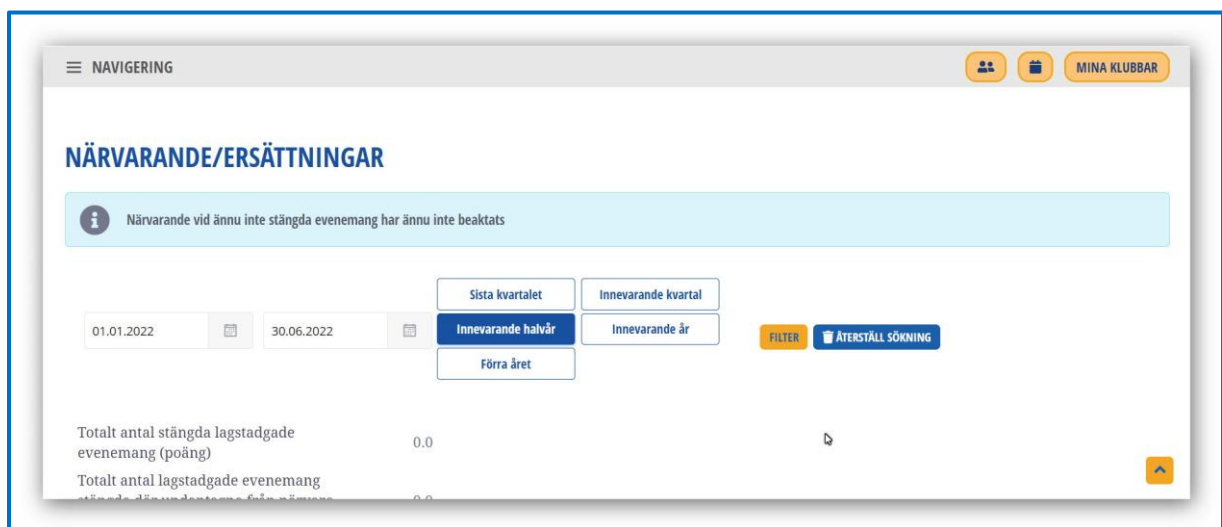 NAVIGERING
MINA KLUBBAR
NÄRVARANDE/ERSÄTTNINGAR
Närvarande vid ännu inte stängda evenemang har ännu inte beaktats
Sista kvartalet
Innevarande kvartal
01.01.2022
30.06.2022
Innevarande halvår
Innevarande år
FILTER
ÅTERSTÄLL SÖKNING
Förra året
Totalt antal stängda lagstadgade
evenemang (poäng)
0.0
Totalt antal lagstadgade evenemang